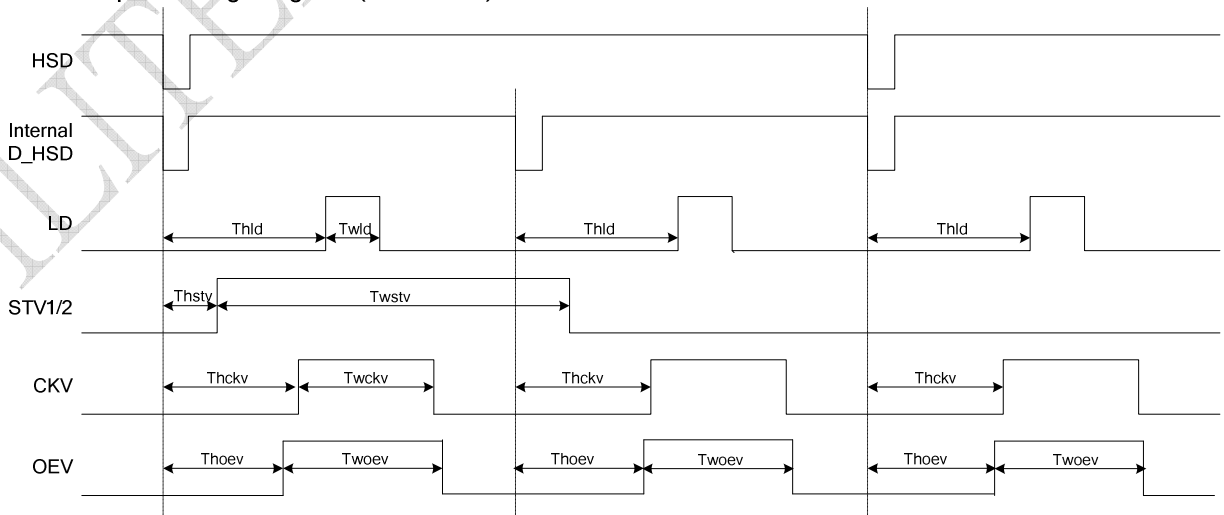 HSD
Internal
D_HSD
LD
Thld
Twld
Thld
Thld
STV1/2
Thstv
Twstv
CKV
Thckv
Twckv
Thckv
Thckv
OEV
Thoev
Twoev
Thoev
Twoev
Thoev
Twoev